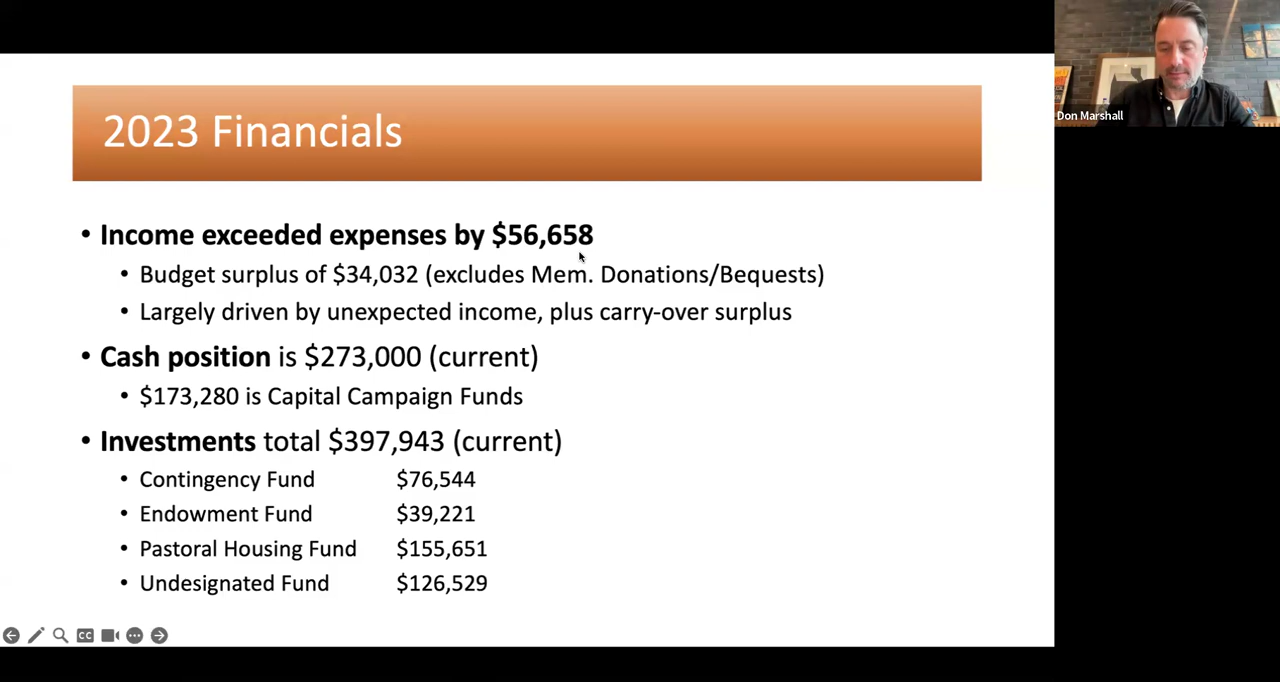 2023 Financials
• Income exceeded expenses by $56,658
• Budget surplus of $34,032 (excludes Mem. Donations/Bequests)
• Largely driven by unexpected income, plus carry-over surplus
• Cash position is $273,000 (current)
• $173,280 is Capital Campaign Funds
• Investments total $397,943 (current)
• Contingency Fund $76,544
• Endowment Fund $39,221
• Pastoral Housing Fund $155,651
• Undesignated Fund $126,529
CC
Don Marshall